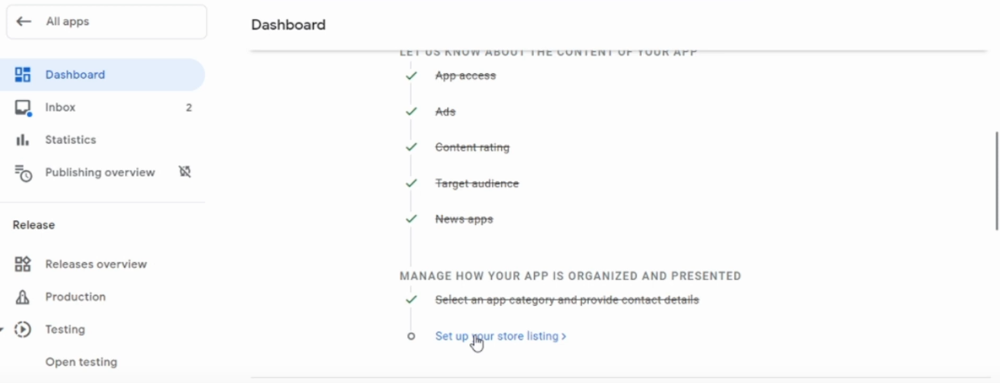 All apps
Dashboard
Dashboard
Inbox 2
Statistics
Publishing overview
Release
Releases overview
Production
Testing
Open testing
LET US KNOW ABOUT THE CONTENT OF YOUR APP
App access
Ads
Content rating
Target audience
News apps
MANAGE HOW YOUR APP IS ORGANIZED AND PRESENTED
Select an app category and provide contact details
Set up your store listing >